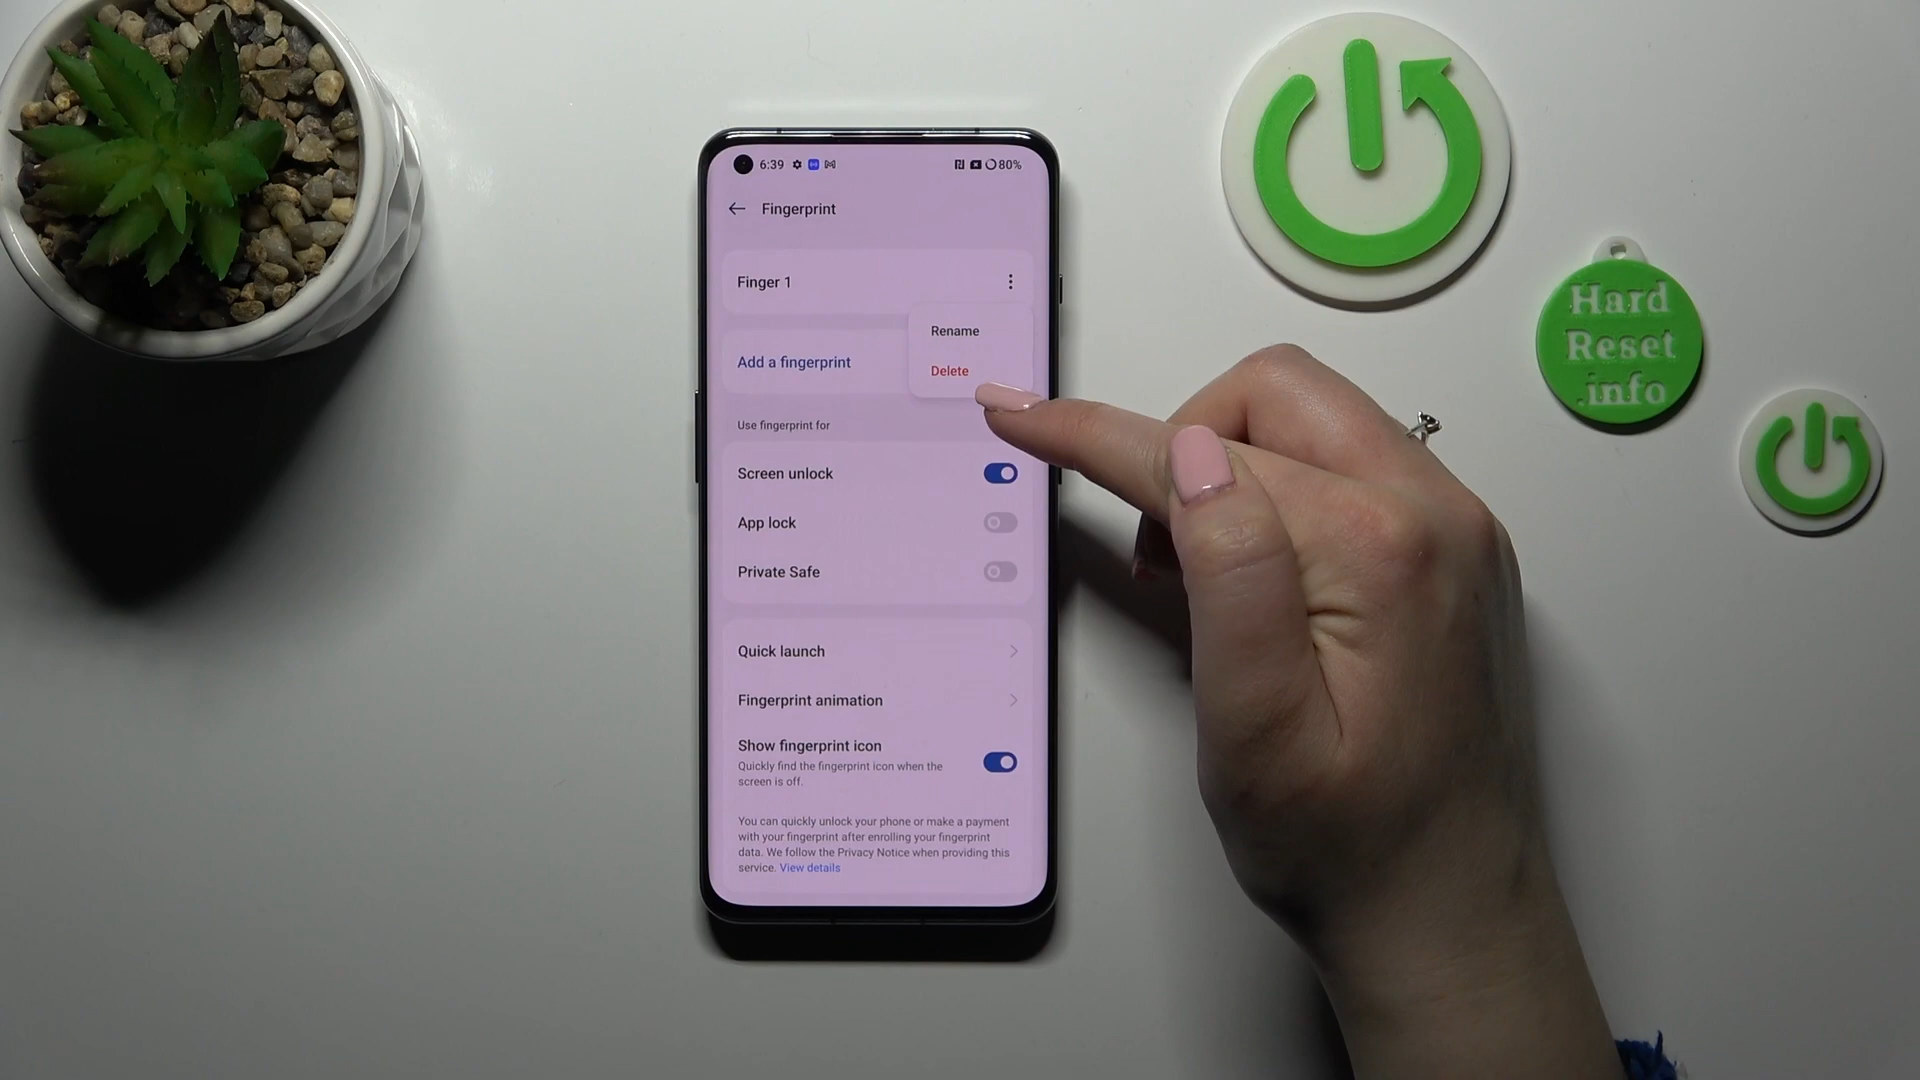 6:39
80%
Fingerprint
Finger 1
Rename
Add a fingerprint
Delete
Use fingerprint for
Screen unlock
App lock
Private Safe
Quick launch
Fingerprint animation
Show fingerprint icon
Quickly find the fingerprint icon when the
screen is off.
You can quickly unlock your phone or make a payment
with your fingerprint after enrolling your fingerprint
data. We follow the Privacy Notice when providing this
service. View details
Hard
Reset
.info